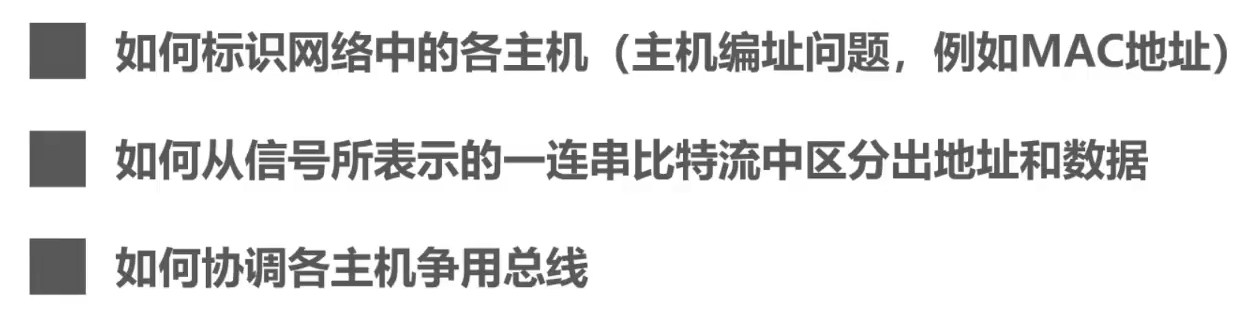 如何标识网络中的各主机（主机编址问题，例如MAC地址）
如何从信号所表示的一连串比特流中区分出地址和数据
如何协调各主机争用总线